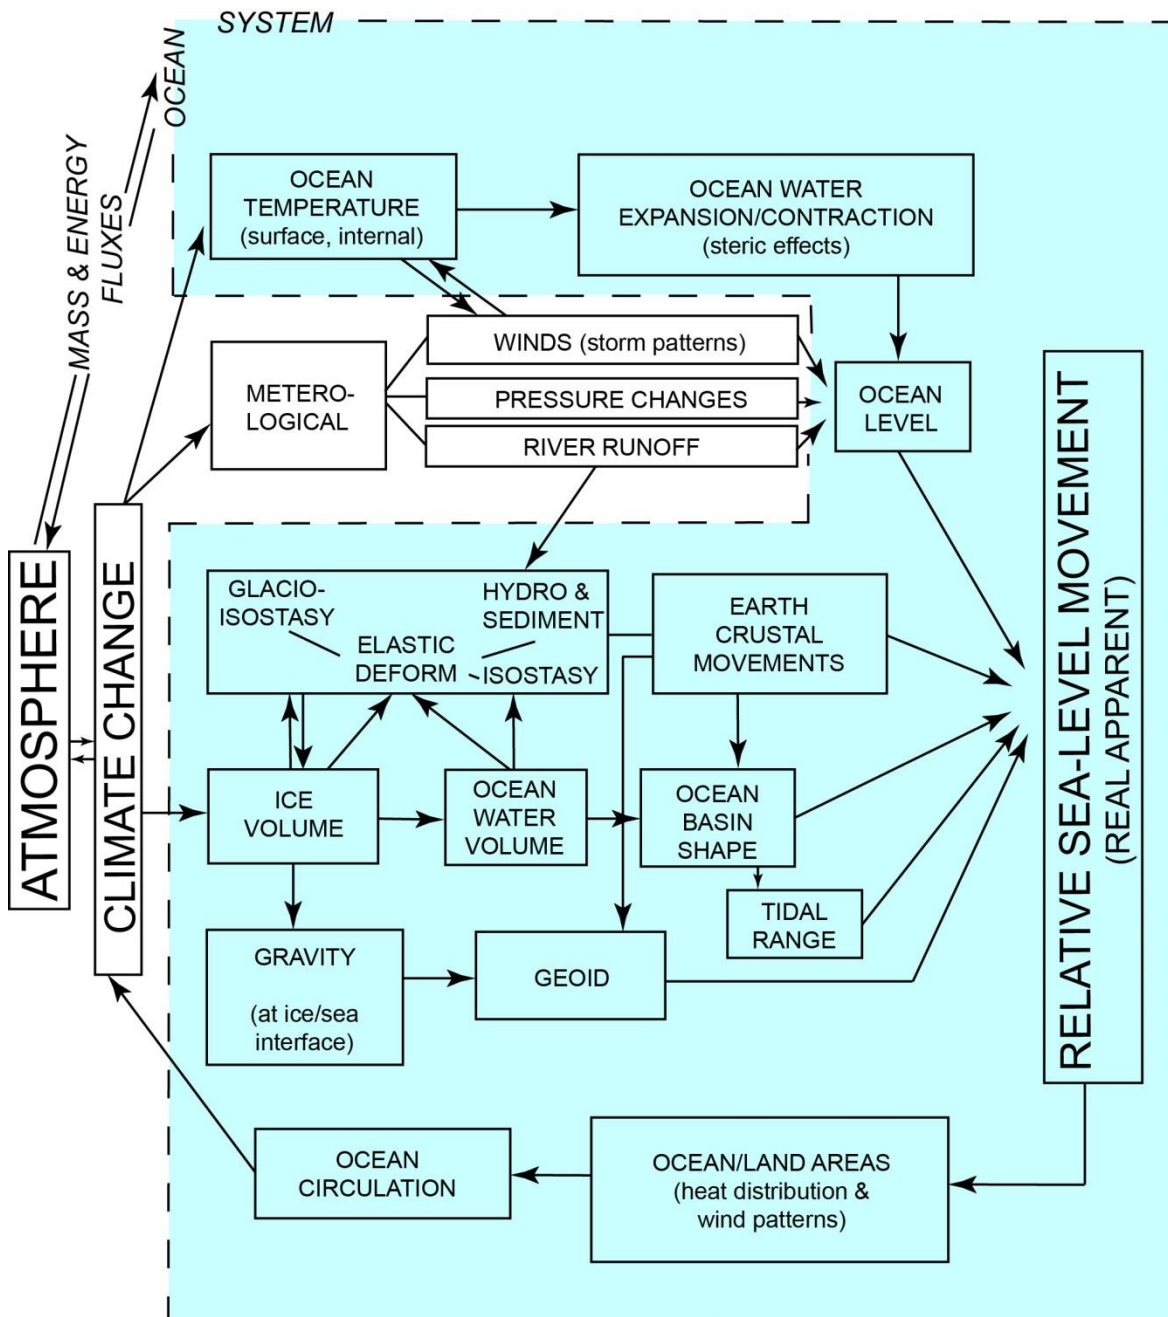 SYSTEM
OCEAN
MASS & ENERGY
FLUXES
OCEAN
TEMPERATURE
(surface, internal)
OCEAN WATER
EXPANSION/CONTRACTION
(steric effects)
METERO-
LOGICAL
WINDS (storm patterns)
PRESSURE CHANGES
RIVER RUNOFF
OCEAN
LEVEL
RELATIVE SEA-LEVEL MOVEMENT
(REAL APPARENT)
ATMOSPHERE
CLIMATE CHANGE
GLACIO-
ISOSTASY
ELASTIC
DEFORM
HYDRO &
SEDIMENT
ISOSTASY
EARTH
CRUSTAL
MOVEMENTS
ICE
VOLUME
OCEAN
WATER
VOLUME
OCEAN
BASIN
SHAPE
TIDAL
RANGE
GRAVITY
(at ice/sea
interface)
GEOID
OCEAN
CIRCULATION
OCEAN/LAND AREAS
(heat distribution &
wind patterns)